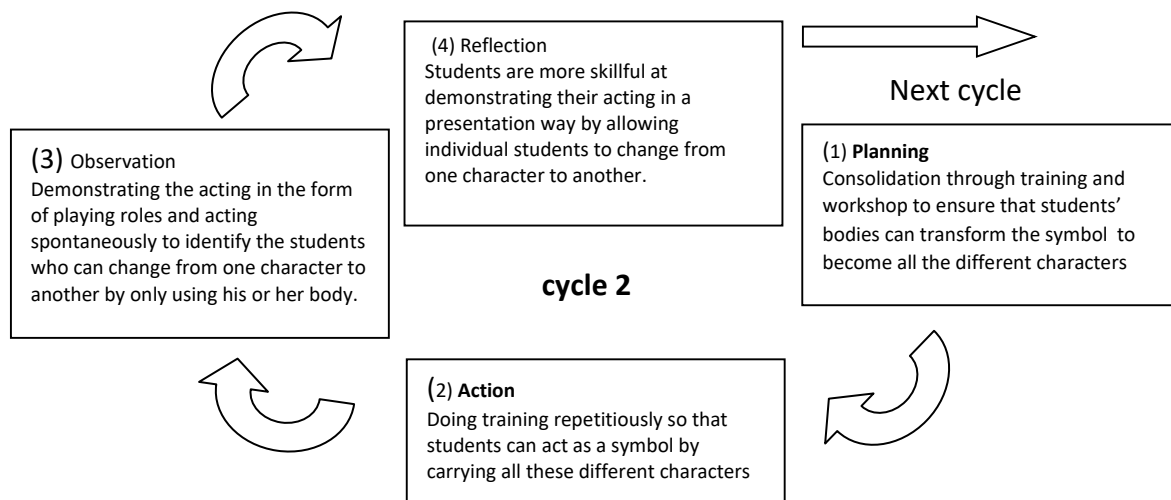 (4) Reflection
Students are more skillful at
demonstrating their acting in a
presentation way by allowing
individual students to change from
one character to another.
Next cycle
(1) Planning
Consolidation through training and
workshop to ensure that students’
bodies can transform the symbol to
become all the different characters
(3) Observation
Demonstrating the acting in the form
of playing roles and acting
spontaneously to identify the students
who can change from one character to
another by only using his or her body.
cycle 2
(2) Action
Doing training repetitiously so that
students can act as a symbol by
carrying all these different characters